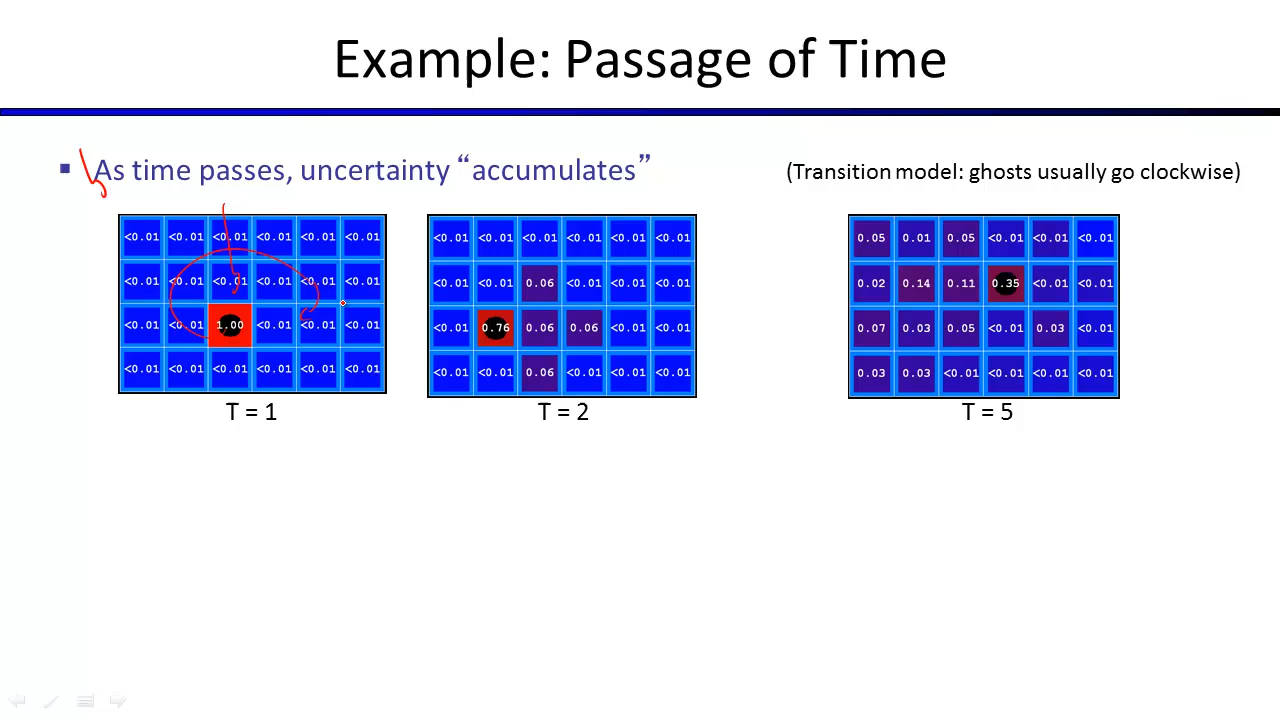 Example: Passage of Time
As time passes, uncertainty “accumulates”
(Transition model: ghosts usually go clockwise)
<0.01 <0.01 <0.01 <0.01 <0.01 <0.01
<0.01 <0.01 <0.01 <0.01 <0.01 <0.01
<0.01 <0.01 1.00 <0.01 <0.01 <0.01
<0.01 <0.01 <0.01 <0.01 <0.01 <0.01
T = 1
<0.01 <0.01 <0.01 <0.01 <0.01 <0.01
<0.01 <0.01 0.06 <0.01 <0.01 <0.01
<0.01 0.76 0.06 0.06 <0.01 <0.01
<0.01 <0.01 0.06 <0.01 <0.01 <0.01
T = 2
0.05 0.01 0.05 <0.01 <0.01 <0.01
0.02 0.14 0.11 0.35 <0.01 <0.01
0.07 0.03 0.05 <0.01 0.03 <0.01
0.03 0.03 <0.01 <0.01 <0.01 <0.01
T = 5